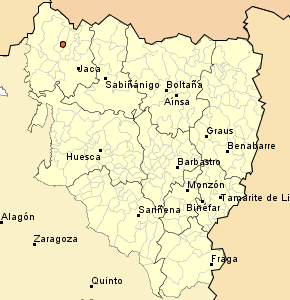 Jaca
Sabiñánigo
Boltaña
Aínsa
Graus
Benabarre
Huesca
Barbastro
Monzón
Tamarite de Li
Binéfar
Sariñena
Alagón
Zaragoza
Fraga
Quinto